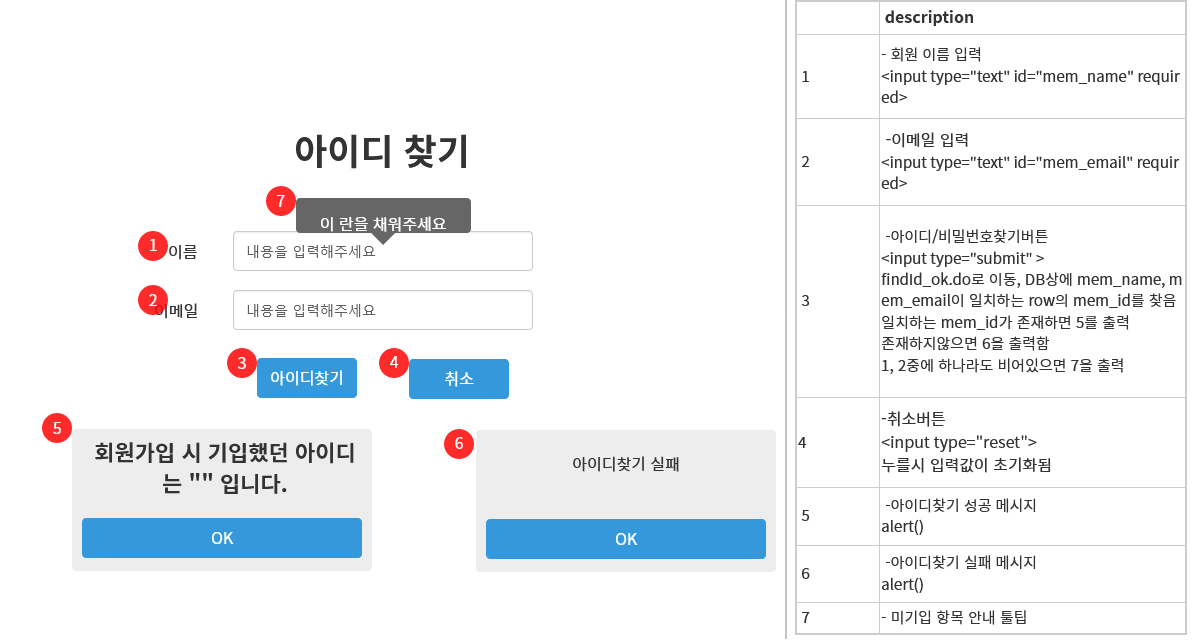 아이디 찾기
7
이 란을 채워주세요
1
이름
내용을 입력해주세요
2
이메일
내용을 입력해주세요
3
아이디찾기
4
취소
5
회원가입 시 기입했던 아이디
는 "" 입니다.
OK
6
아이디찾기 실패
OK
description
1
- 회원 이름 입력
<input type="text" id="mem_name" requir
ed>
2
-이메일 입력
<input type="text" id="mem_email" requir
ed>
3
-아이디/비밀번호찾기버튼
<input type="submit" >
findId_ok.do로 이동, DB상에 mem_name, m
em_email이 일치하는 row의 mem_id를 찾음
일치하는 mem_id가 존재하면 5를 출력
존재하지않으면 6을 출력함
1, 2중에 하나라도 비어있으면 7을 출력
4
-취소버튼
<input type="reset">
누를시 입력값이 초기화됨
5
-아이디찾기 성공 메시지
alert()
6
-아이디찾기 실패 메시지
alert()
7
- 미기입 항목 안내 툴팁